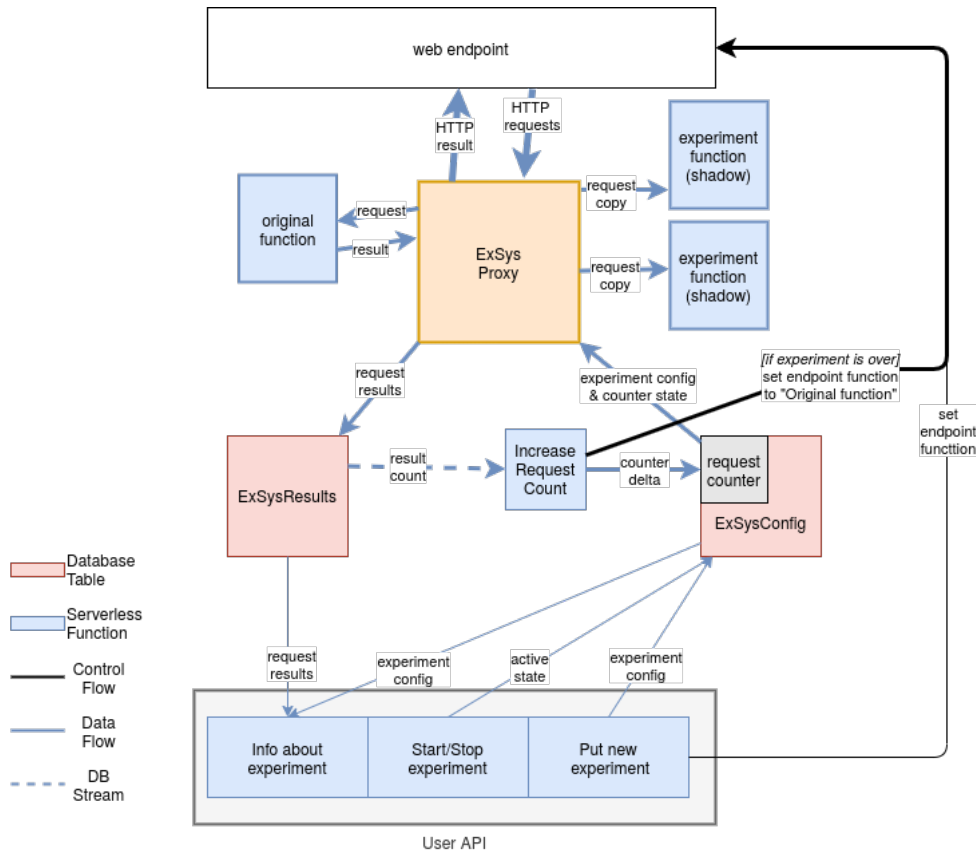 web endpoint
HTTP
result
HTTP
requests
experiment
function
(shadow)
request
copy
original
function
request
result
ExSys
Proxy
experiment
function
(shadow)
request
copy
[if experiment is over]
set endpoint function
to "Original function"
request
results
experiment config
& counter state
set
endpoint
functtion
ExSysResults
result
count
Increase
Request
Count
counter
delta
request
counter
ExSysConfig
Database
Table
Serverless
Function
Control
Flow
Data
Flow
DB
Stream
request
results
experiment
config
active
state
experiment
config
Info about
experiment
Start/Stop
experiment
Put new
experiment
User API